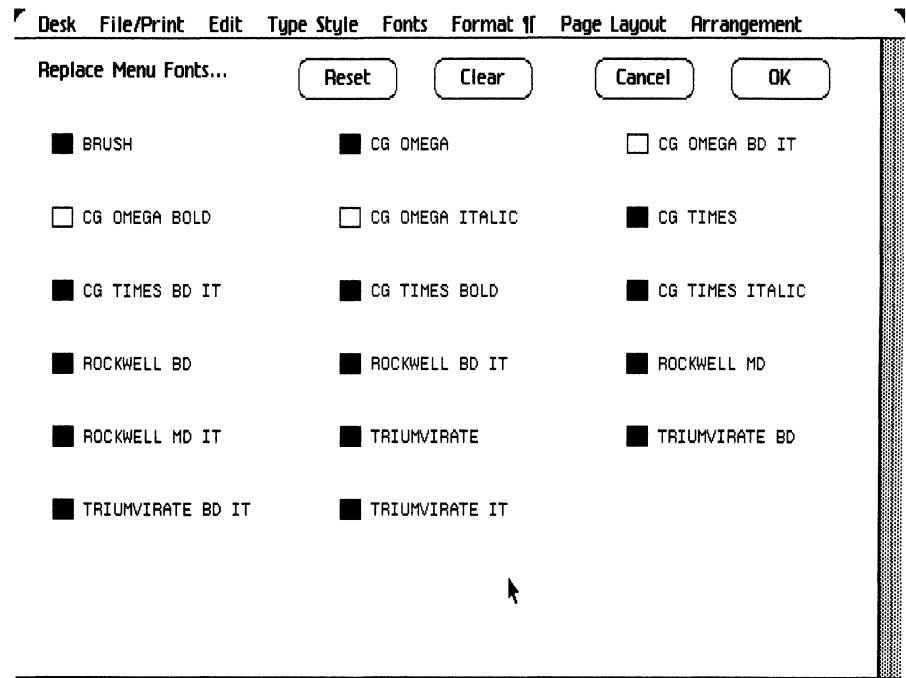 Desk File/Print Edit Type Style Fonts Format ¶ Page Layout Arrangement
Replace Menu Fonts... Reset Clear Cancel OK
BRUSH CG OMEGA CG OMEGA BD IT
CG OMEGA BOLD CG OMEGA ITALIC CG TIMES
CG TIMES BD IT CG TIMES BOLD CG TIMES ITALIC
ROCKWELL BD ROCKWELL BD IT ROCKWELL MD
ROCKWELL MD IT TRIUMVIRATE TRIUMVIRATE BD
TRIUMVIRATE BD IT TRIUMVIRATE IT